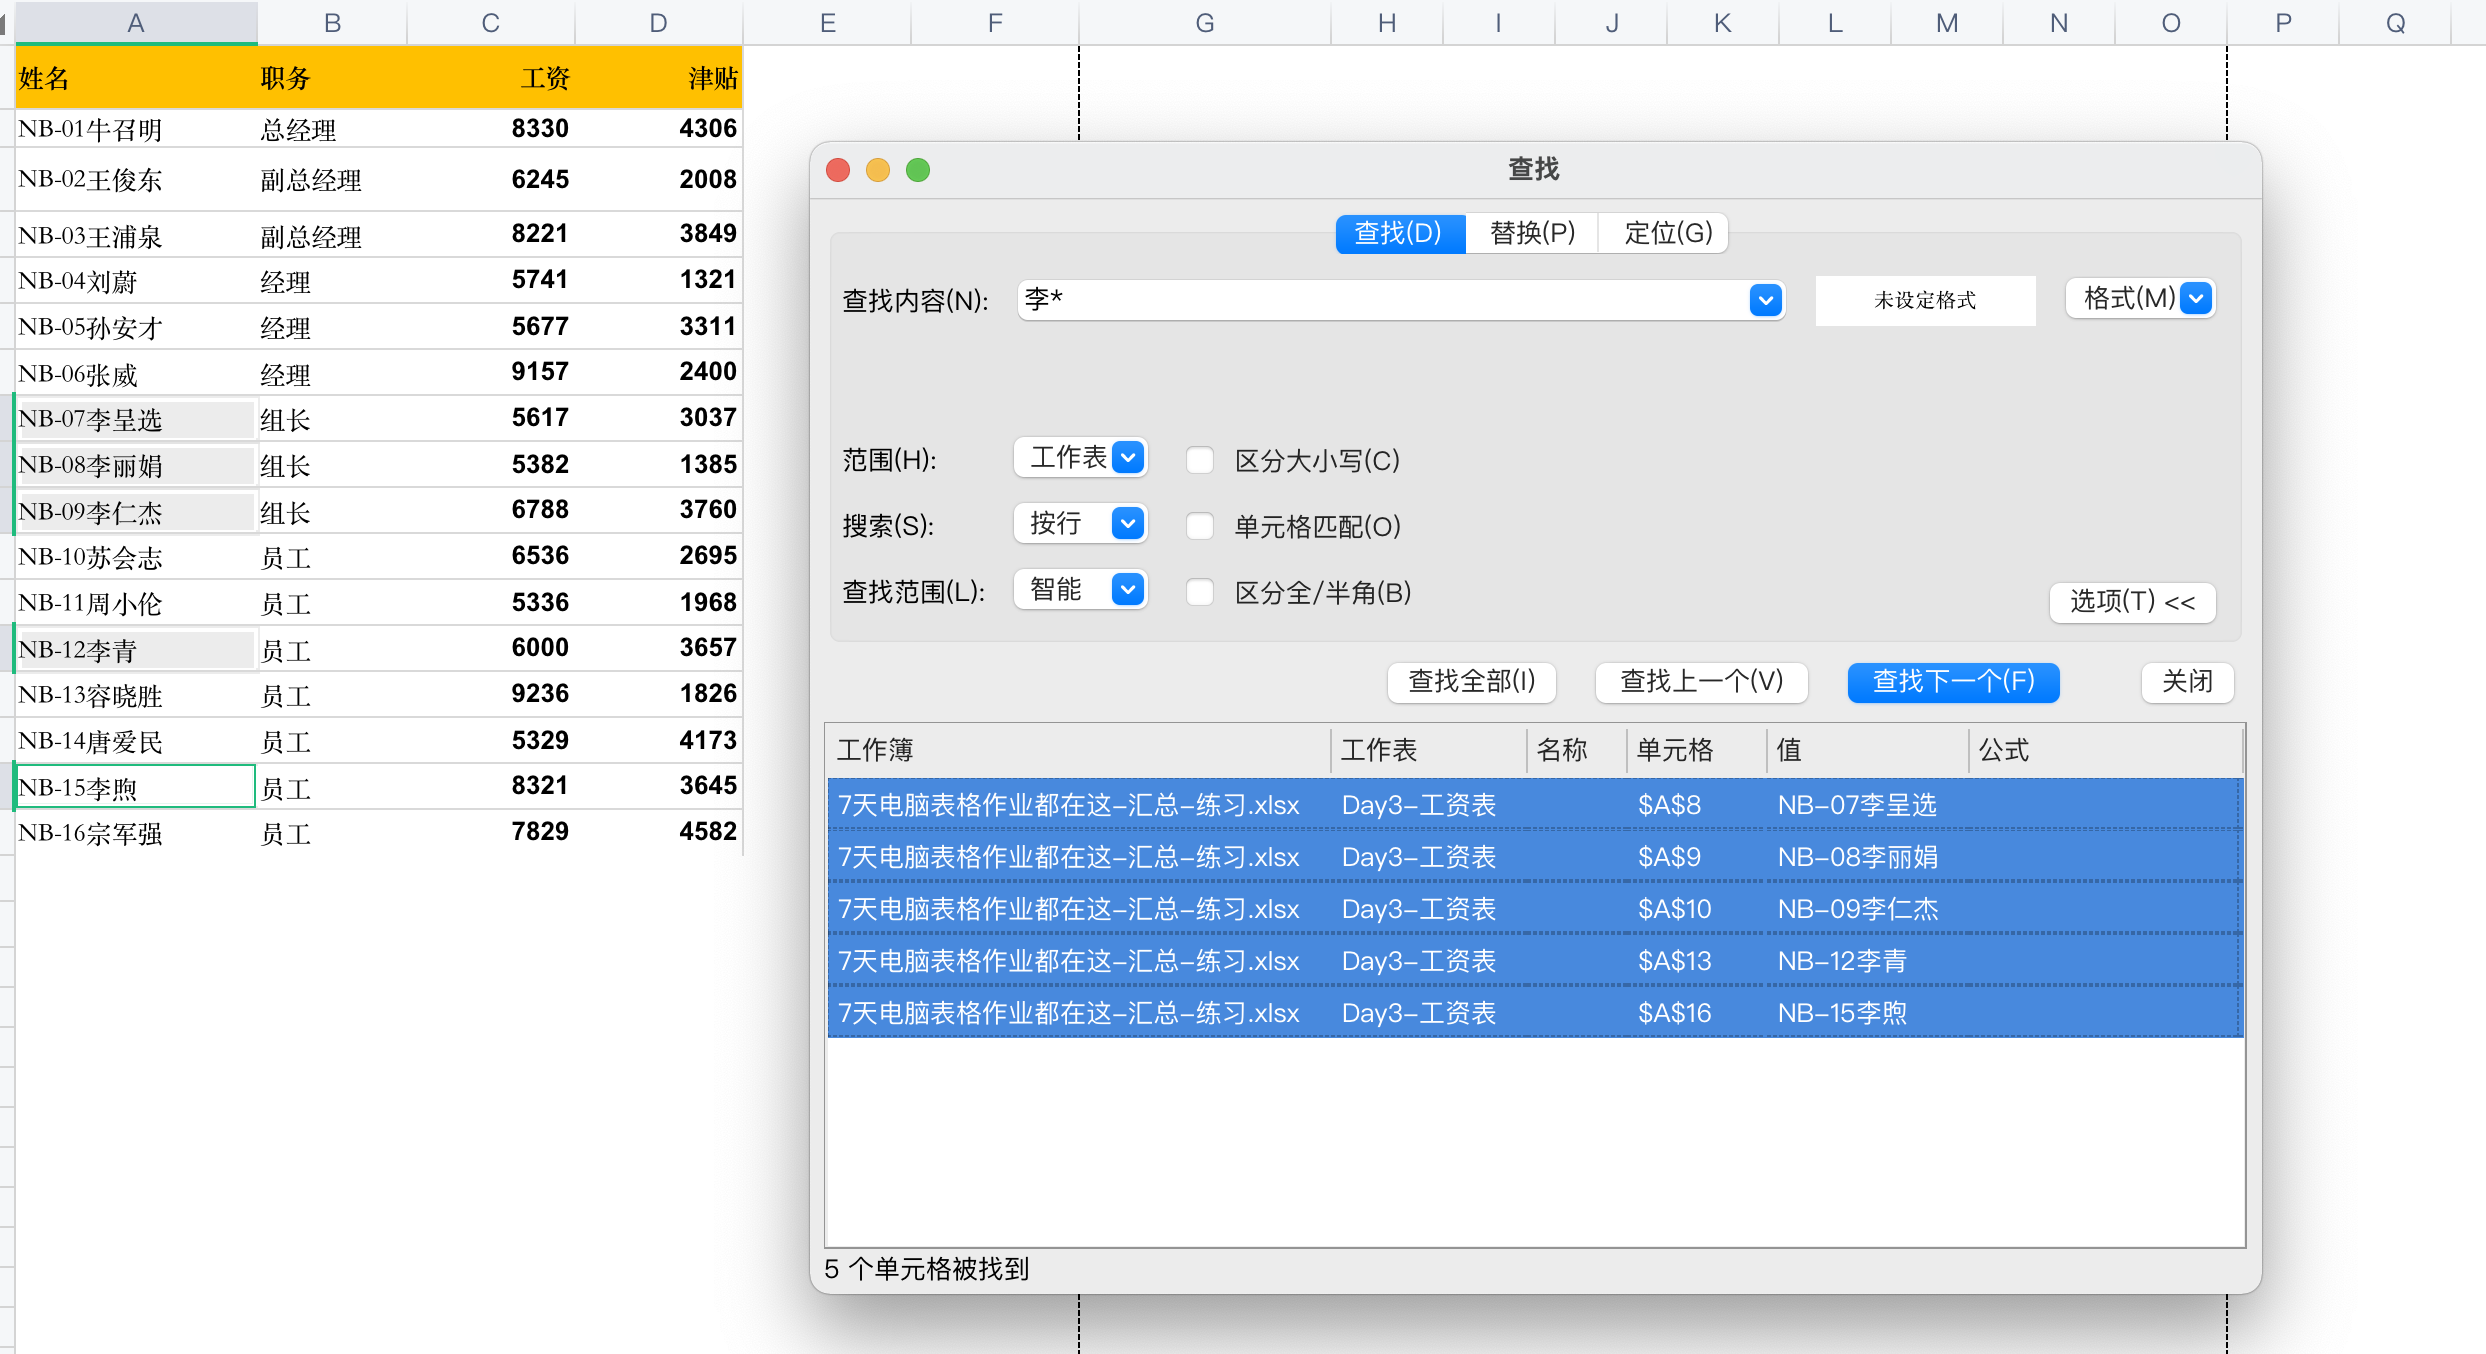 A B C D E F G H I J K L M N O P Q
姓名 职务 工资 津贴
NB-01牛召明 总经理 8330 4306
NB-02王俊东 副总经理 6245 2008
NB-03王浦泉 副总经理 8221 3849
NB-04刘蔚 经理 5741 1321
NB-05孙安才 经理 5677 3311
NB-06张威 经理 9157 2400
NB-07李呈选 组长 5617 3037
NB-08李丽娟 组长 5382 1385
NB-09李仁杰 组长 6788 3760
NB-10苏会志 员工 6536 2695
NB-11周小伦 员工 5336 1968
NB-12李青 员工 6000 3657
NB-13容晓胜 员工 9236 1826
NB-14唐爱民 员工 5329 4173
NB-15李煦 员工 8321 3645
NB-16宗军强 员工 7829 4582
查找
查找(D) 替换(P) 定位(G)
查找内容(N): 李* 未设定格式 格式(M)
范围(H): 工作表 区分大小写(C)
搜索(S): 按行 单元格匹配(O)
查找范围(L): 智能 区分全/半角(B)
选项(T) <<
查找全部(I) 查找上一个(V) 查找下一个(F) 关闭
工作簿 工作表 名称 单元格 值 公式
7天电脑表格作业都在这-汇总-练习.xlsx Day3-工资表 $A$8 NB-07李呈选
7天电脑表格作业都在这-汇总-练习.xlsx Day3-工资表 $A$9 NB-08李丽娟
7天电脑表格作业都在这-汇总-练习.xlsx Day3-工资表 $A$10 NB-09李仁杰
7天电脑表格作业都在这-汇总-练习.xlsx Day3-工资表 $A$13 NB-12李青
7天电脑表格作业都在这-汇总-练习.xlsx Day3-工资表 $A$16 NB-15李煦
5 个单元格被找到